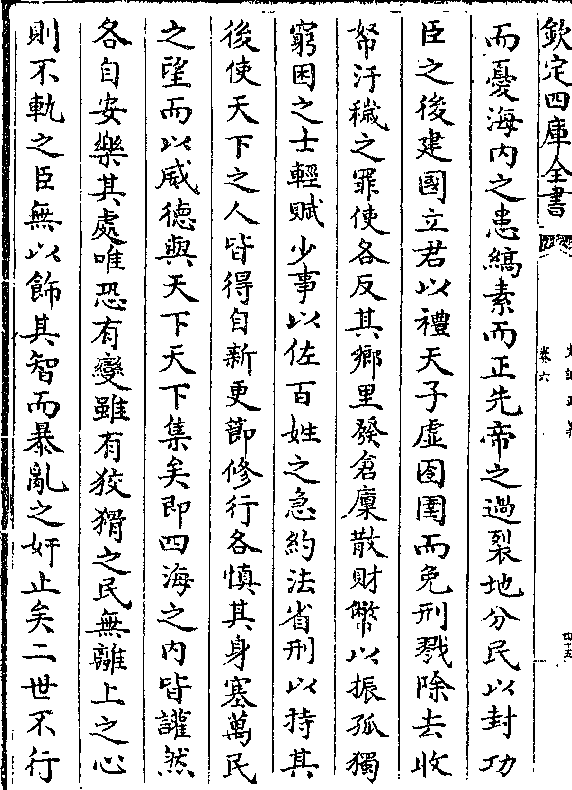 欽定四庫全書
卷六
而憂海内之患縞素而正先帝之過裂地分民以封功
臣之後建國立君以禮天子虚囹圄而免刑戮除去收
帑汙穢之罪使各反其鄉里發倉廩散財幣以振孤獨
窮困之士輕賦少事以佐百姓之急約法省刑以持其
後使天下之人皆得自新更節修行各慎其身塞萬民
之望而以威德與天下天下集矣即四海之内皆讙然
各自安樂其處唯恐有變雖有狡猾之民無離上之心
則不軌之臣無以飾其智而暴亂之奸止矣二世不行